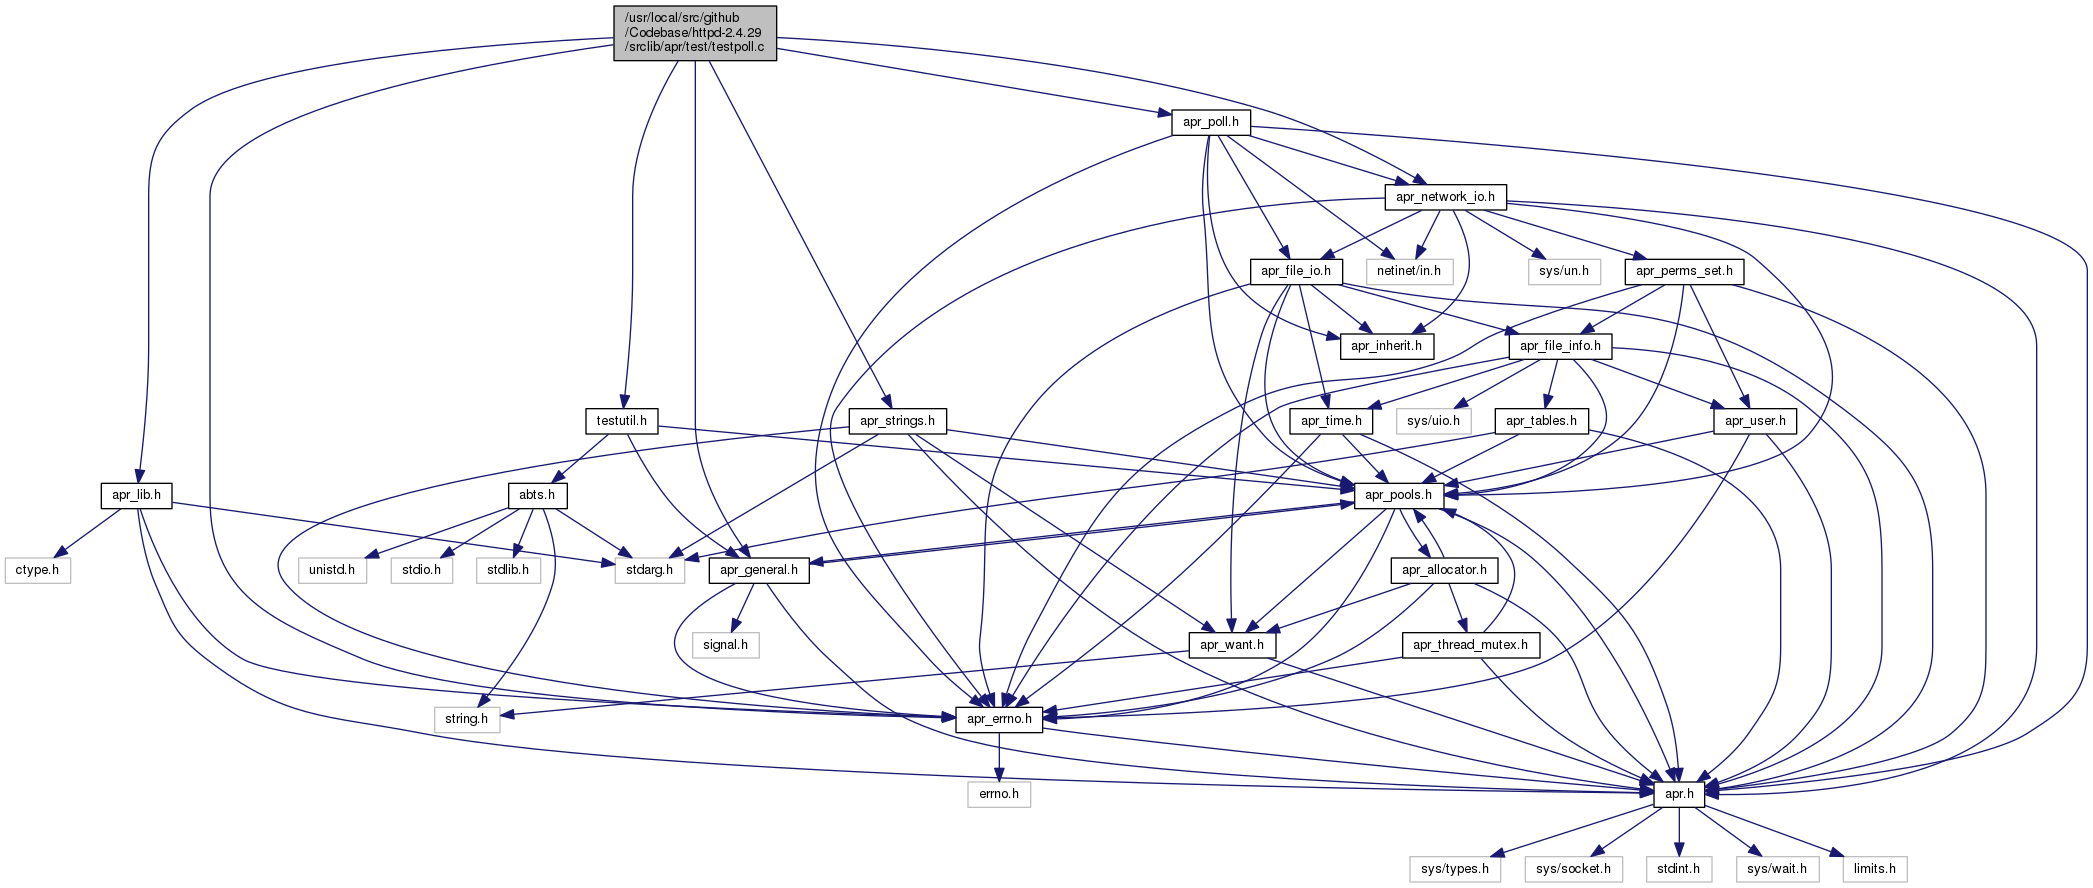 /usr/local/src/github
/Codebase/httpd-2.4.29
/srclib/apr/test/testpoll.c
apr_poll.h
apr_network_io.h
apr_file_io.h
netinet/in.h
sys/un.h
apr_perms_set.h
apr_inherit.h
apr_file_info.h
testutil.h
apr_strings.h
apr_time.h
sys/uio.h
apr_tables.h
apr_user.h
apr_lib.h
abts.h
apr_pools.h
ctype.h
unistd.h
stdio.h
stdlib.h
stdarg.h
apr_general.h
apr_allocator.h
signal.h
apr_want.h
apr_thread_mutex.h
string.h
apr_errno.h
errno.h
apr.h
sys/types.h
sys/socket.h
stdint.h
sys/wait.h
limits.h